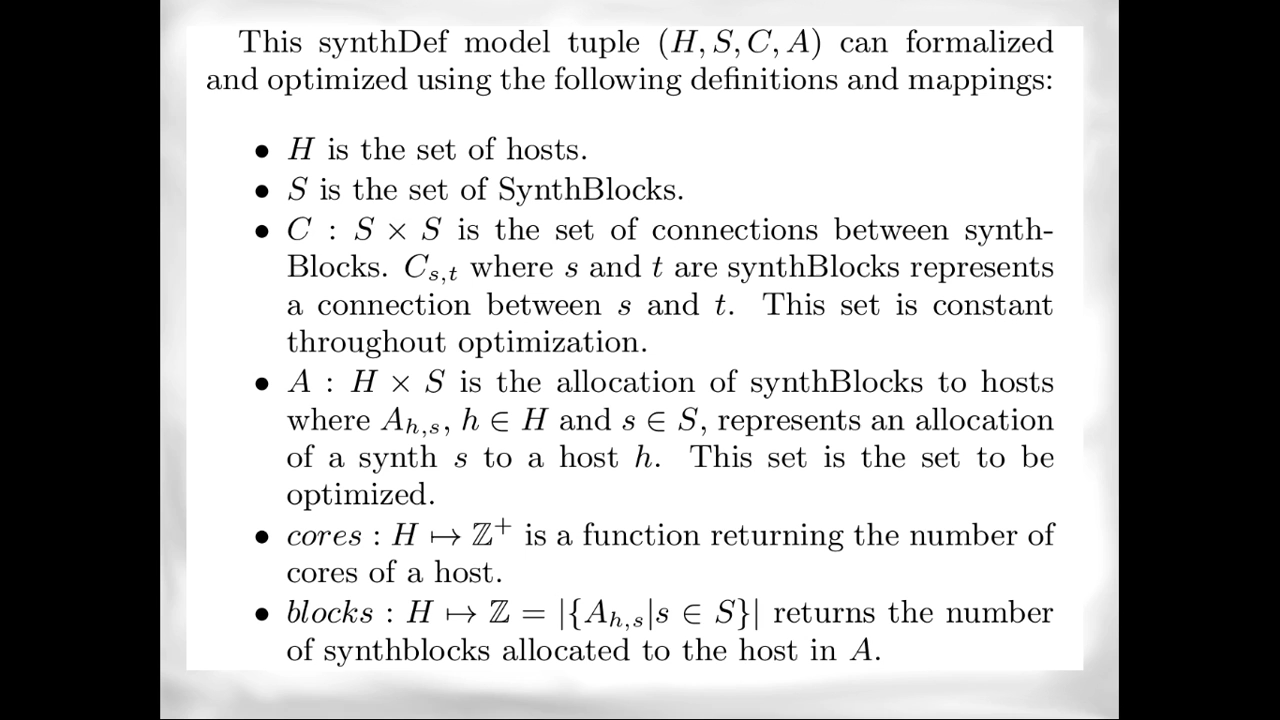 This synthDef model tuple (H, S, C, A) can formalized
and optimized using the following definitions and mappings:
• H is the set of hosts.
• S is the set of SynthBlocks.
• C : S × S is the set of connections between synth-
Blocks. C_{s,t} where s and t are synthBlocks represents
a connection between s and t. This set is constant
throughout optimization.
• A : H × S is the allocation of synthBlocks to hosts
where A_{h,s}, h ∈ H and s ∈ S, represents an allocation
of a synth s to a host h. This set is the set to be
optimized.
• cores : H ↦ ℤ⁺ is a function returning the number of
cores of a host.
• blocks : H ↦ ℤ = |{A_{h,s}|s ∈ S}| returns the number
of synthblocks allocated to the host in A.